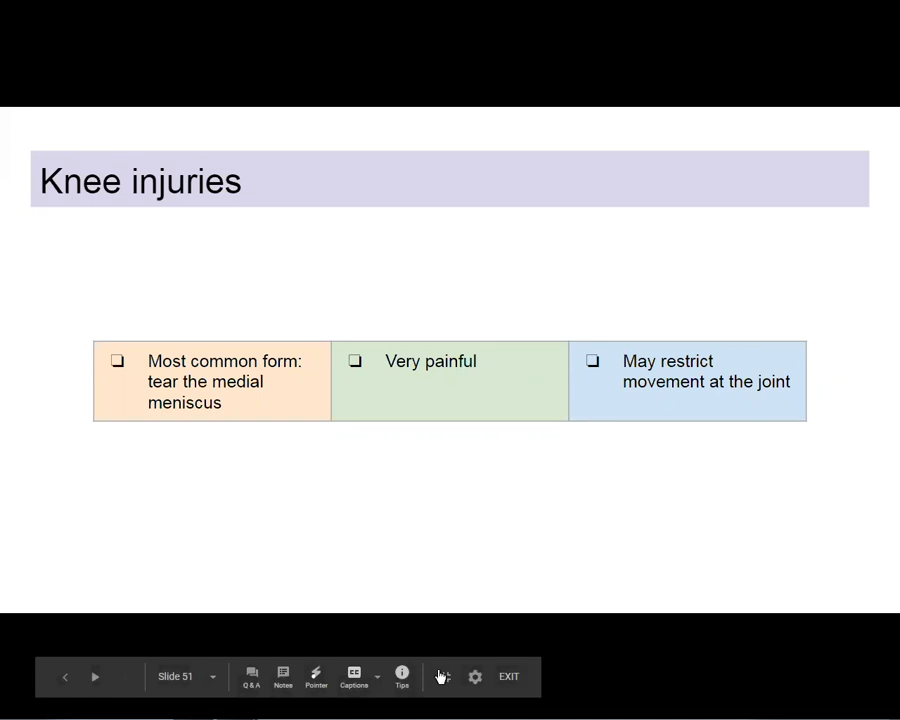 Knee injuries
❏ Most common form:
tear the medial
meniscus
❏ Very painful
❏ May restrict
movement at the joint
Slide 51
Q & A
Notes
Pointer
Captions
Tips
EXIT